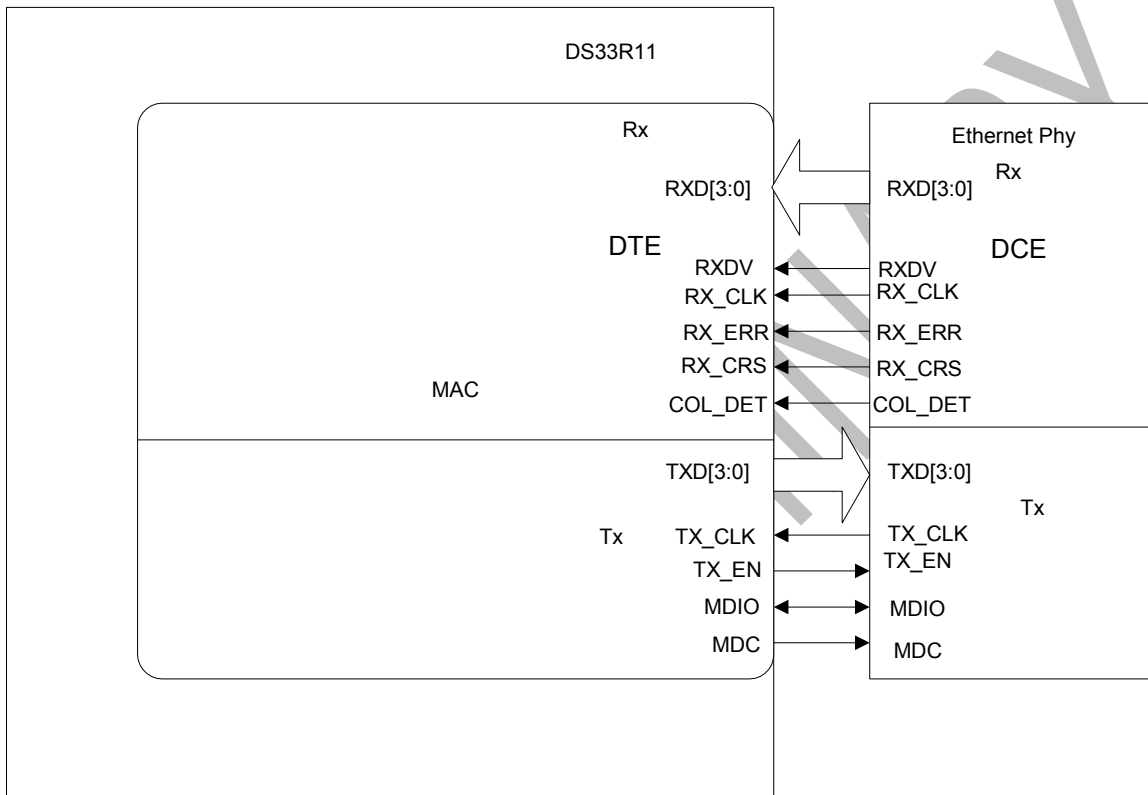 DS33R11
Rx
RXD[3:0]
DTE
RXDV
RX_CLK
RX_ERR
RX_CRS
MAC
COL_DET
TXD[3:0]
Tx
TX_CLK
TX_EN
MDIO
MDC
Ethernet Phy
Rx
RXD[3:0]
DCE
RXDV
RX_CLK
RX_ERR
RX_CRS
COL_DET
TXD[3:0]
Tx
TX_CLK
TX_EN
MDIO
MDC